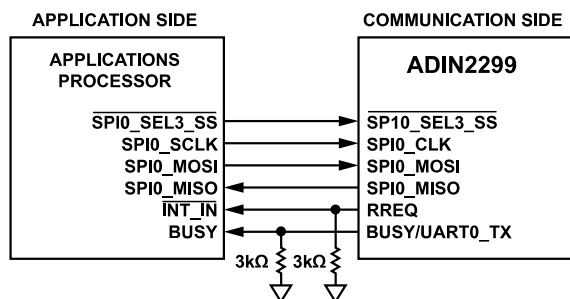 APPLICATION SIDE
COMMUNICATION SIDE
APPLICATIONS
PROCESSOR
ADIN2299
SPI0_SEL3_SS
SP10_SEL3_SS
SPI0_SCLK
SPI0_CLK
SPI0_MOSI
SPI0_MOSI
SPI0_MISO
SPI0_MISO
INT_IN
RREQ
BUSY
BUSY/UART0_TX
3kΩ
3kΩ